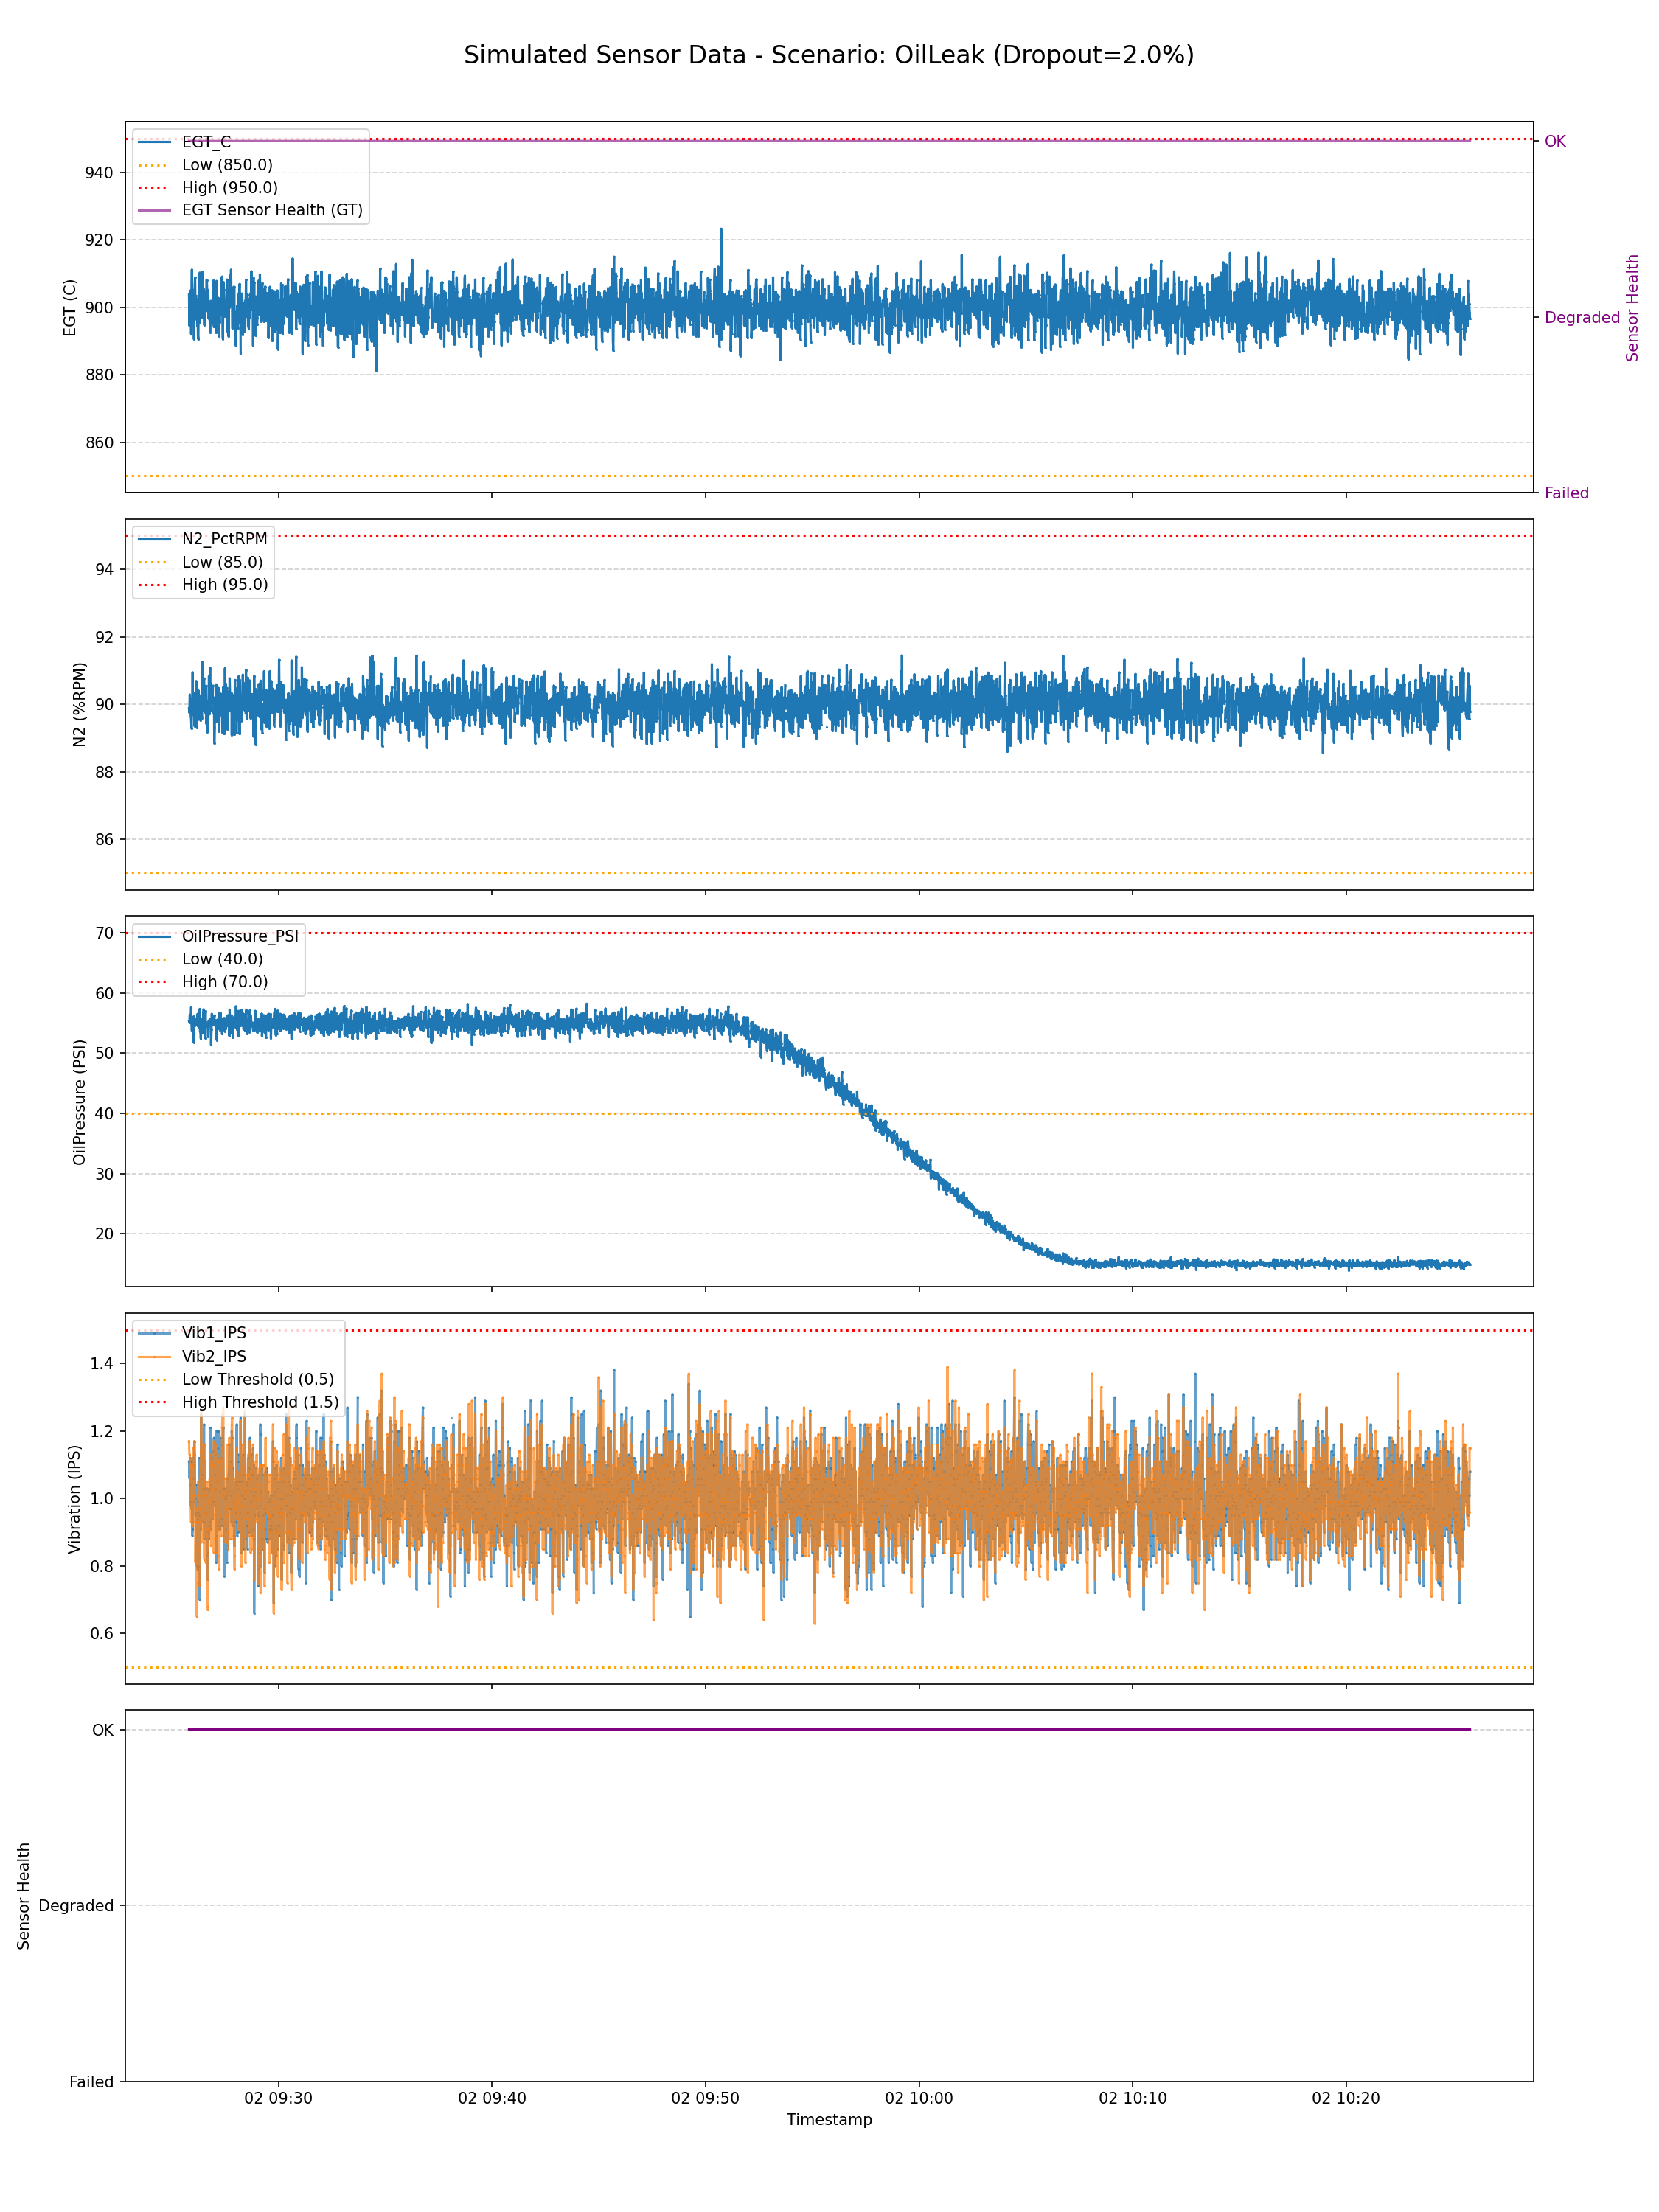 Simulated Sensor Data - Scenario: OilLeak (Dropout=2.0%)
EGT_C
Low (850.0)
High (950.0)
EGT Sensor Health (GT)
940
920
900
880
860
EGT (C)
OK
Degraded
Failed
Sensor Health
N2_PctRPM
Low (85.0)
High (95.0)
94
92
90
88
86
N2 (%RPM)
OilPressure_PSI
Low (40.0)
High (70.0)
70
60
50
40
30
20
OilPressure (PSI)
Vib1_IPS
Vib2_IPS
Low Threshold (0.5)
High Threshold (1.5)
1.4
1.2
1.0
0.8
0.6
Vibration (IPS)
OK
Degraded
Failed
Sensor Health
02 09:30
02 09:40
02 09:50
02 10:00
02 10:10
02 10:20
Timestamp